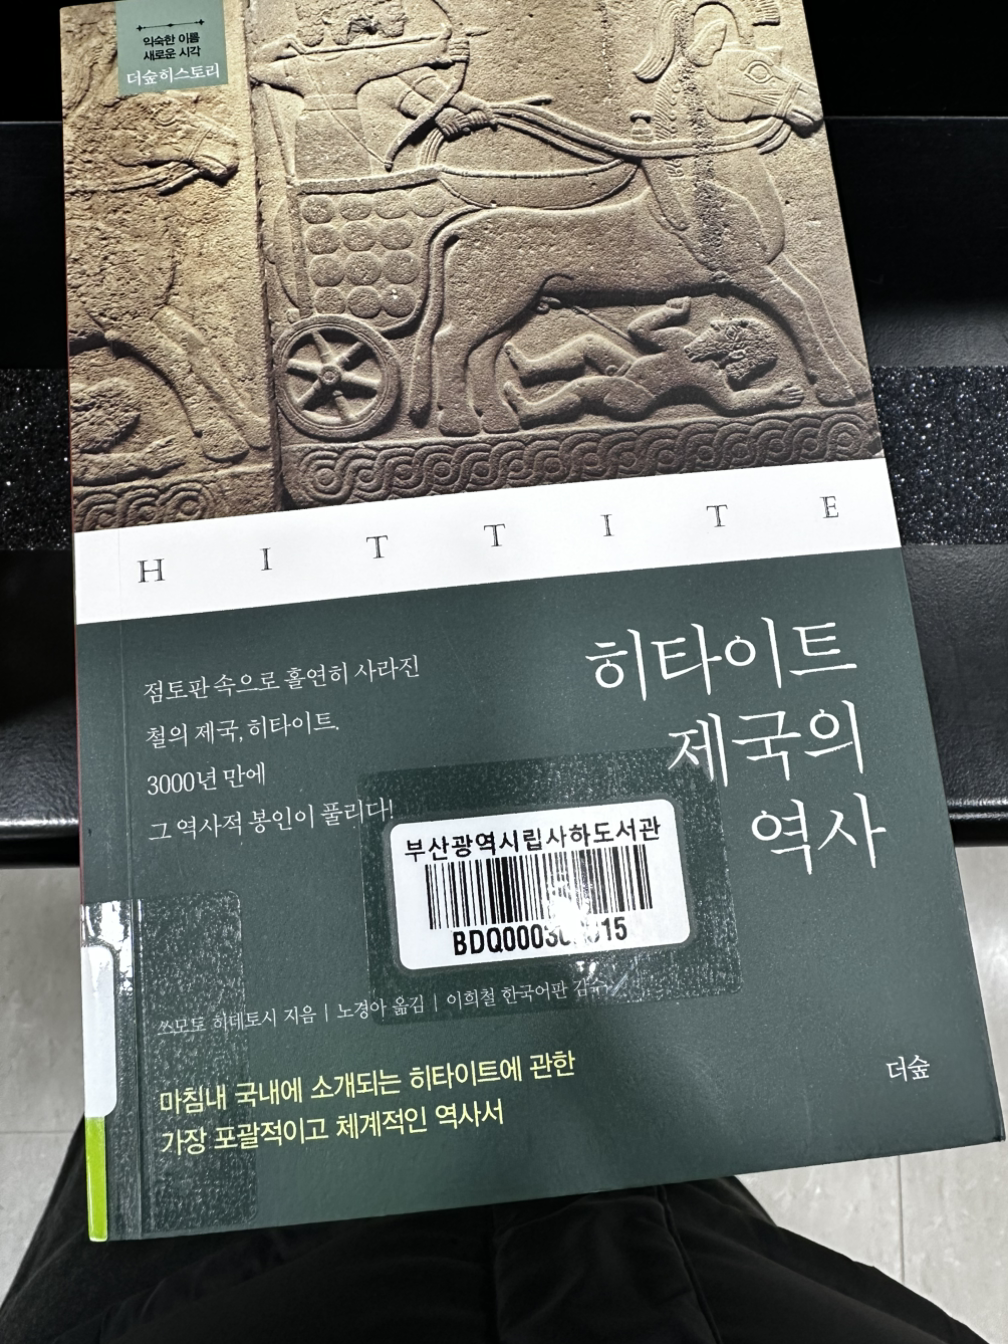 익숙한 이름
새로운 시각
더숲히스토리
HITTITE
히타이트
제국의
역사
점토판 속으로 홀연히 사라진
철의 제국, 히타이트.
3000년 만에
그 역사적 봉인이 풀리다!
부산광역시립사하도서관
쓰모토 히데토시 지음 | 노경아 옮김 | 이희철 한국어판 감수
마침내 국내에 소개되는 히타이트에 관한
가장 포괄적이고 체계적인 역사서
더숲